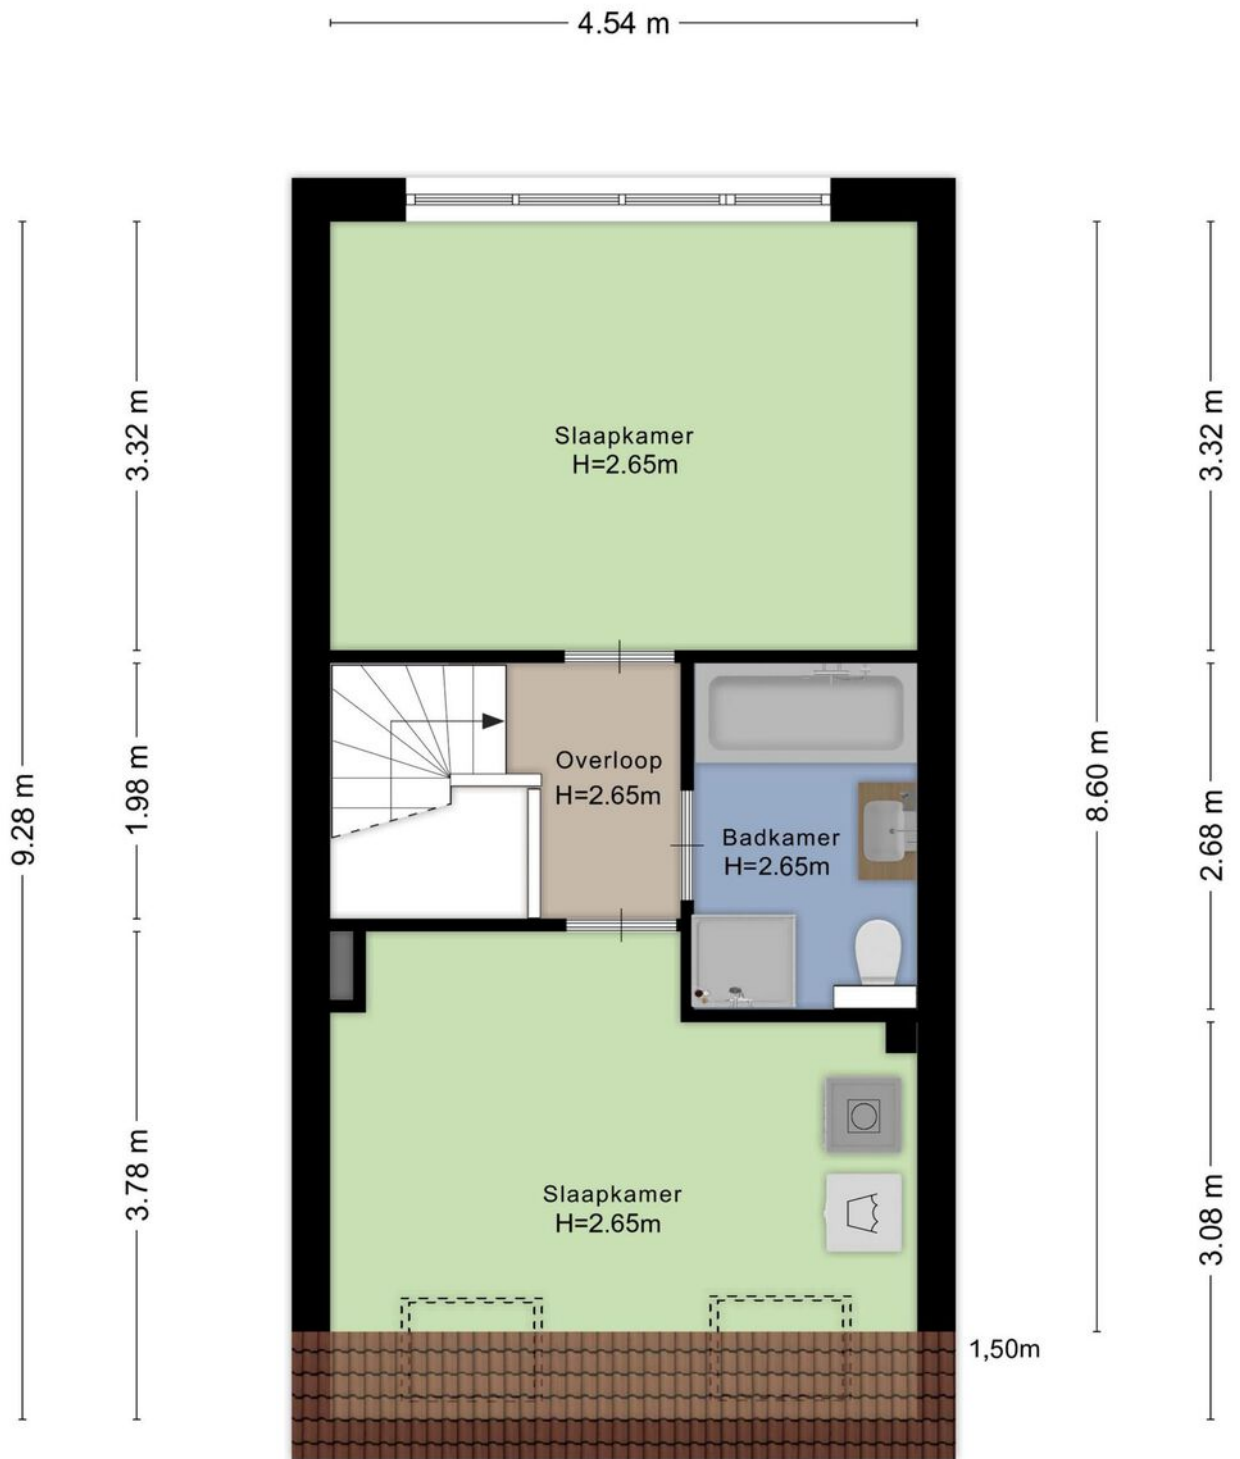 4.54 m
3.32 m
3.32 m
Slaapkamer
H=2.65m
9.28 m
1.98 m
Overloop
H=2.65m
Badkamer
H=2.65m
8.60 m
2.68 m
3.78 m
Slaapkamer
H=2.65m
3.08 m
1,50m